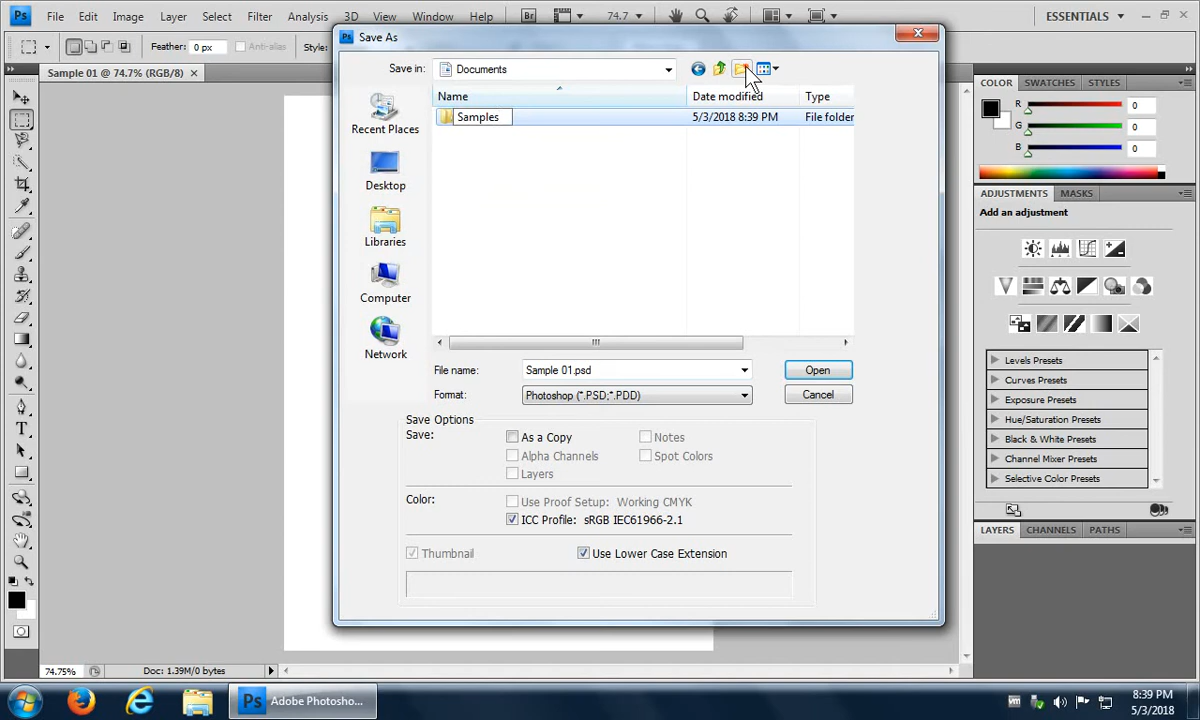 Ps File Edit Image Layer Select Filter Analysis 3D View Window Help Br 74.7 ESSENTIALS
Feather: 0 px Anti-alias Style:
Save As
Sample 01 @ 74.7% (RGB/8)
Save in: Documents
Name Date modified Type
Samples 5/3/2018 8:39 PM File folder
Recent Places
Desktop
Libraries
Computer
Network
File name: Sample 01.psd Open
Format: Photoshop (*.PSD;*.PDD) Cancel
Save Options
Save: As a Copy Notes
Alpha Channels Spot Colors
Layers
Color: Use Proof Setup: Working CMYK
ICC Profile: sRGB IEC61966-2.1
Thumbnail Use Lower Case Extension
COLOR SWATCHES STYLES
R 0
G 0
B 0
ADJUSTMENTS MASKS
Add an adjustment
Levels Presets
Curves Presets
Exposure Presets
Hue/Saturation Presets
Black & White Presets
Channel Mixer Presets
Selective Color Presets
LAYERS CHANNELS PATHS
74.75% Doc: 1.39M/0 bytes
Ps Adobe Photosho...
8:39 PM
5/3/2018